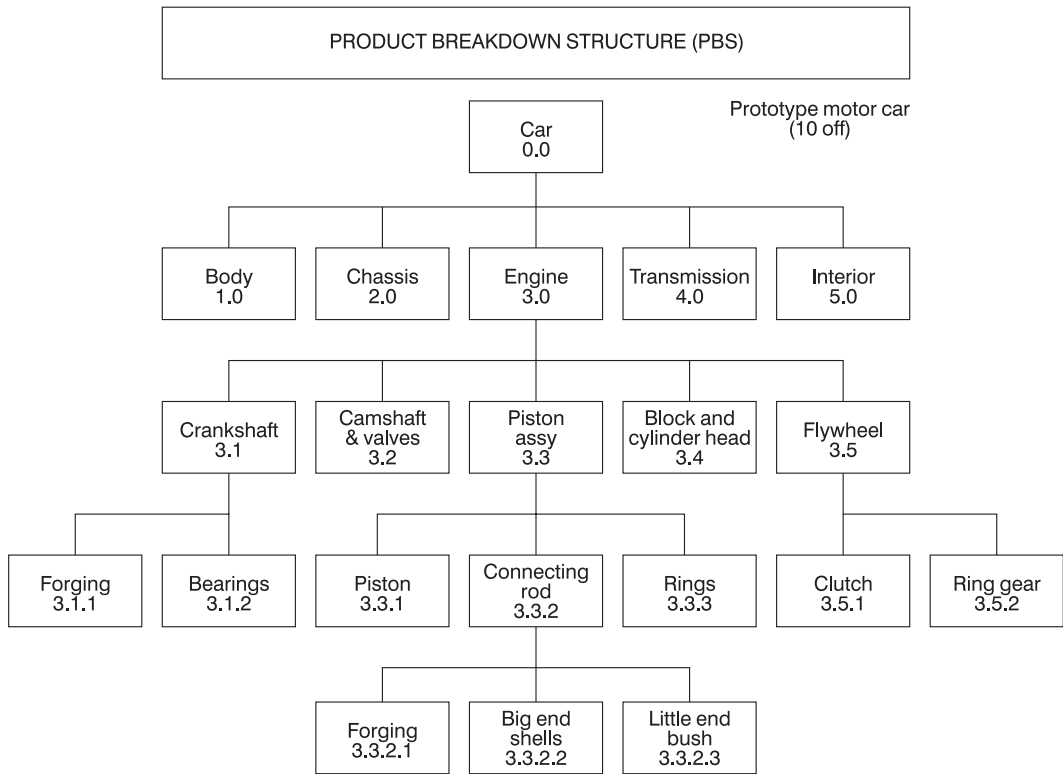 PRODUCT BREAKDOWN STRUCTURE (PBS)
Prototype motor car
(10 off)
Car
0.0
Body
1.0
Chassis
2.0
Engine
3.0
Transmission
4.0
Interior
5.0
Crankshaft
3.1
Camshaft
& valves
3.2
Piston
assy
3.3
Block and
cylinder head
3.4
Flywheel
3.5
Forging
3.1.1
Bearings
3.1.2
Piston
3.3.1
Connecting
rod
3.3.2
Rings
3.3.3
Clutch
3.5.1
Ring gear
3.5.2
Forging
3.3.2.1
Big end
shells
3.3.2.2
Little end
bush
3.3.2.3